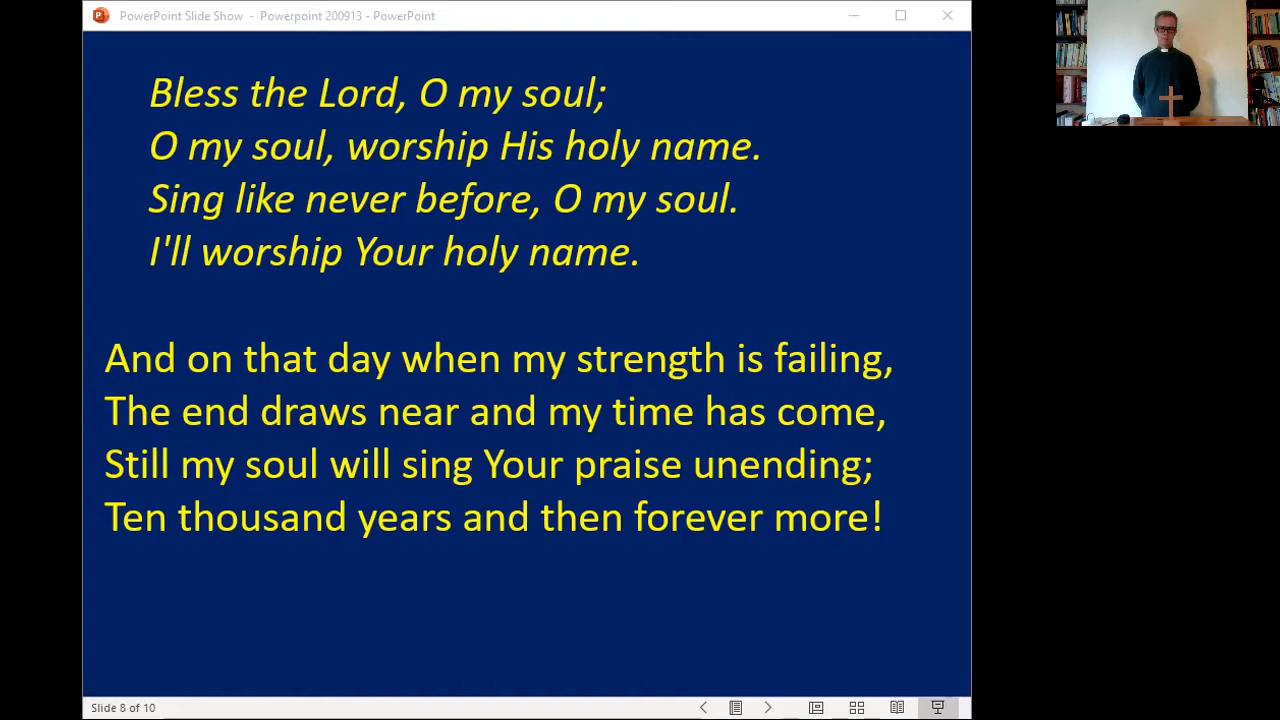 PowerPoint Slide Show - Powerpoint 200913 - PowerPoint
Bless the Lord, O my soul;
O my soul, worship His holy name.
Sing like never before, O my soul.
I'll worship Your holy name.
And on that day when my strength is failing,
The end draws near and my time has come,
Still my soul will sing Your praise unending;
Ten thousand years and then forever more!
Slide 8 of 10